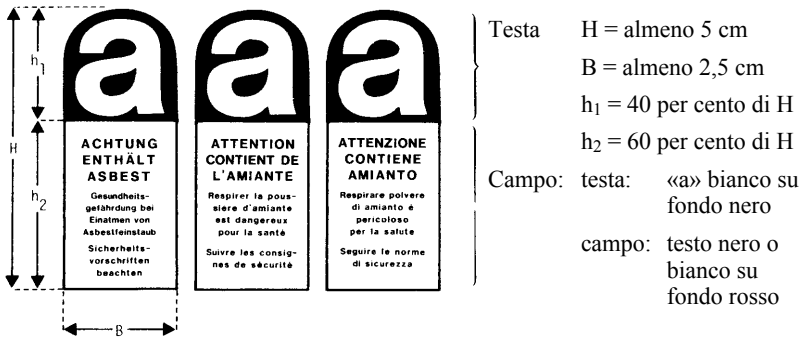 h1
H
h2
B
a
ACHTUNG
ENTHÄLT
ASBEST
Gesundheits-
gefährdung bei
Einatmen von
Asbestfeinstaub
Sicherheits-
vorschriften
beachten
a
ATTENTION
CONTIENT DE
L'AMIANTE
Respirer la pous-
siere d'amiante
est dangereux
pour la santé
Suivre les consig-
nes de sécurité
a
ATTENZIONE
CONTIENE
AMIANTO
Respirare polvere
di amianto è
pericoloso
per la salute
Seguire le norme
di sicurezza
Testa H = almeno 5 cm
B = almeno 2,5 cm
h1 = 40 per cento di H
h2 = 60 per cento di H
Campo: testa: «a» bianco su
fondo nero
campo: testo nero o
bianco su
fondo rosso